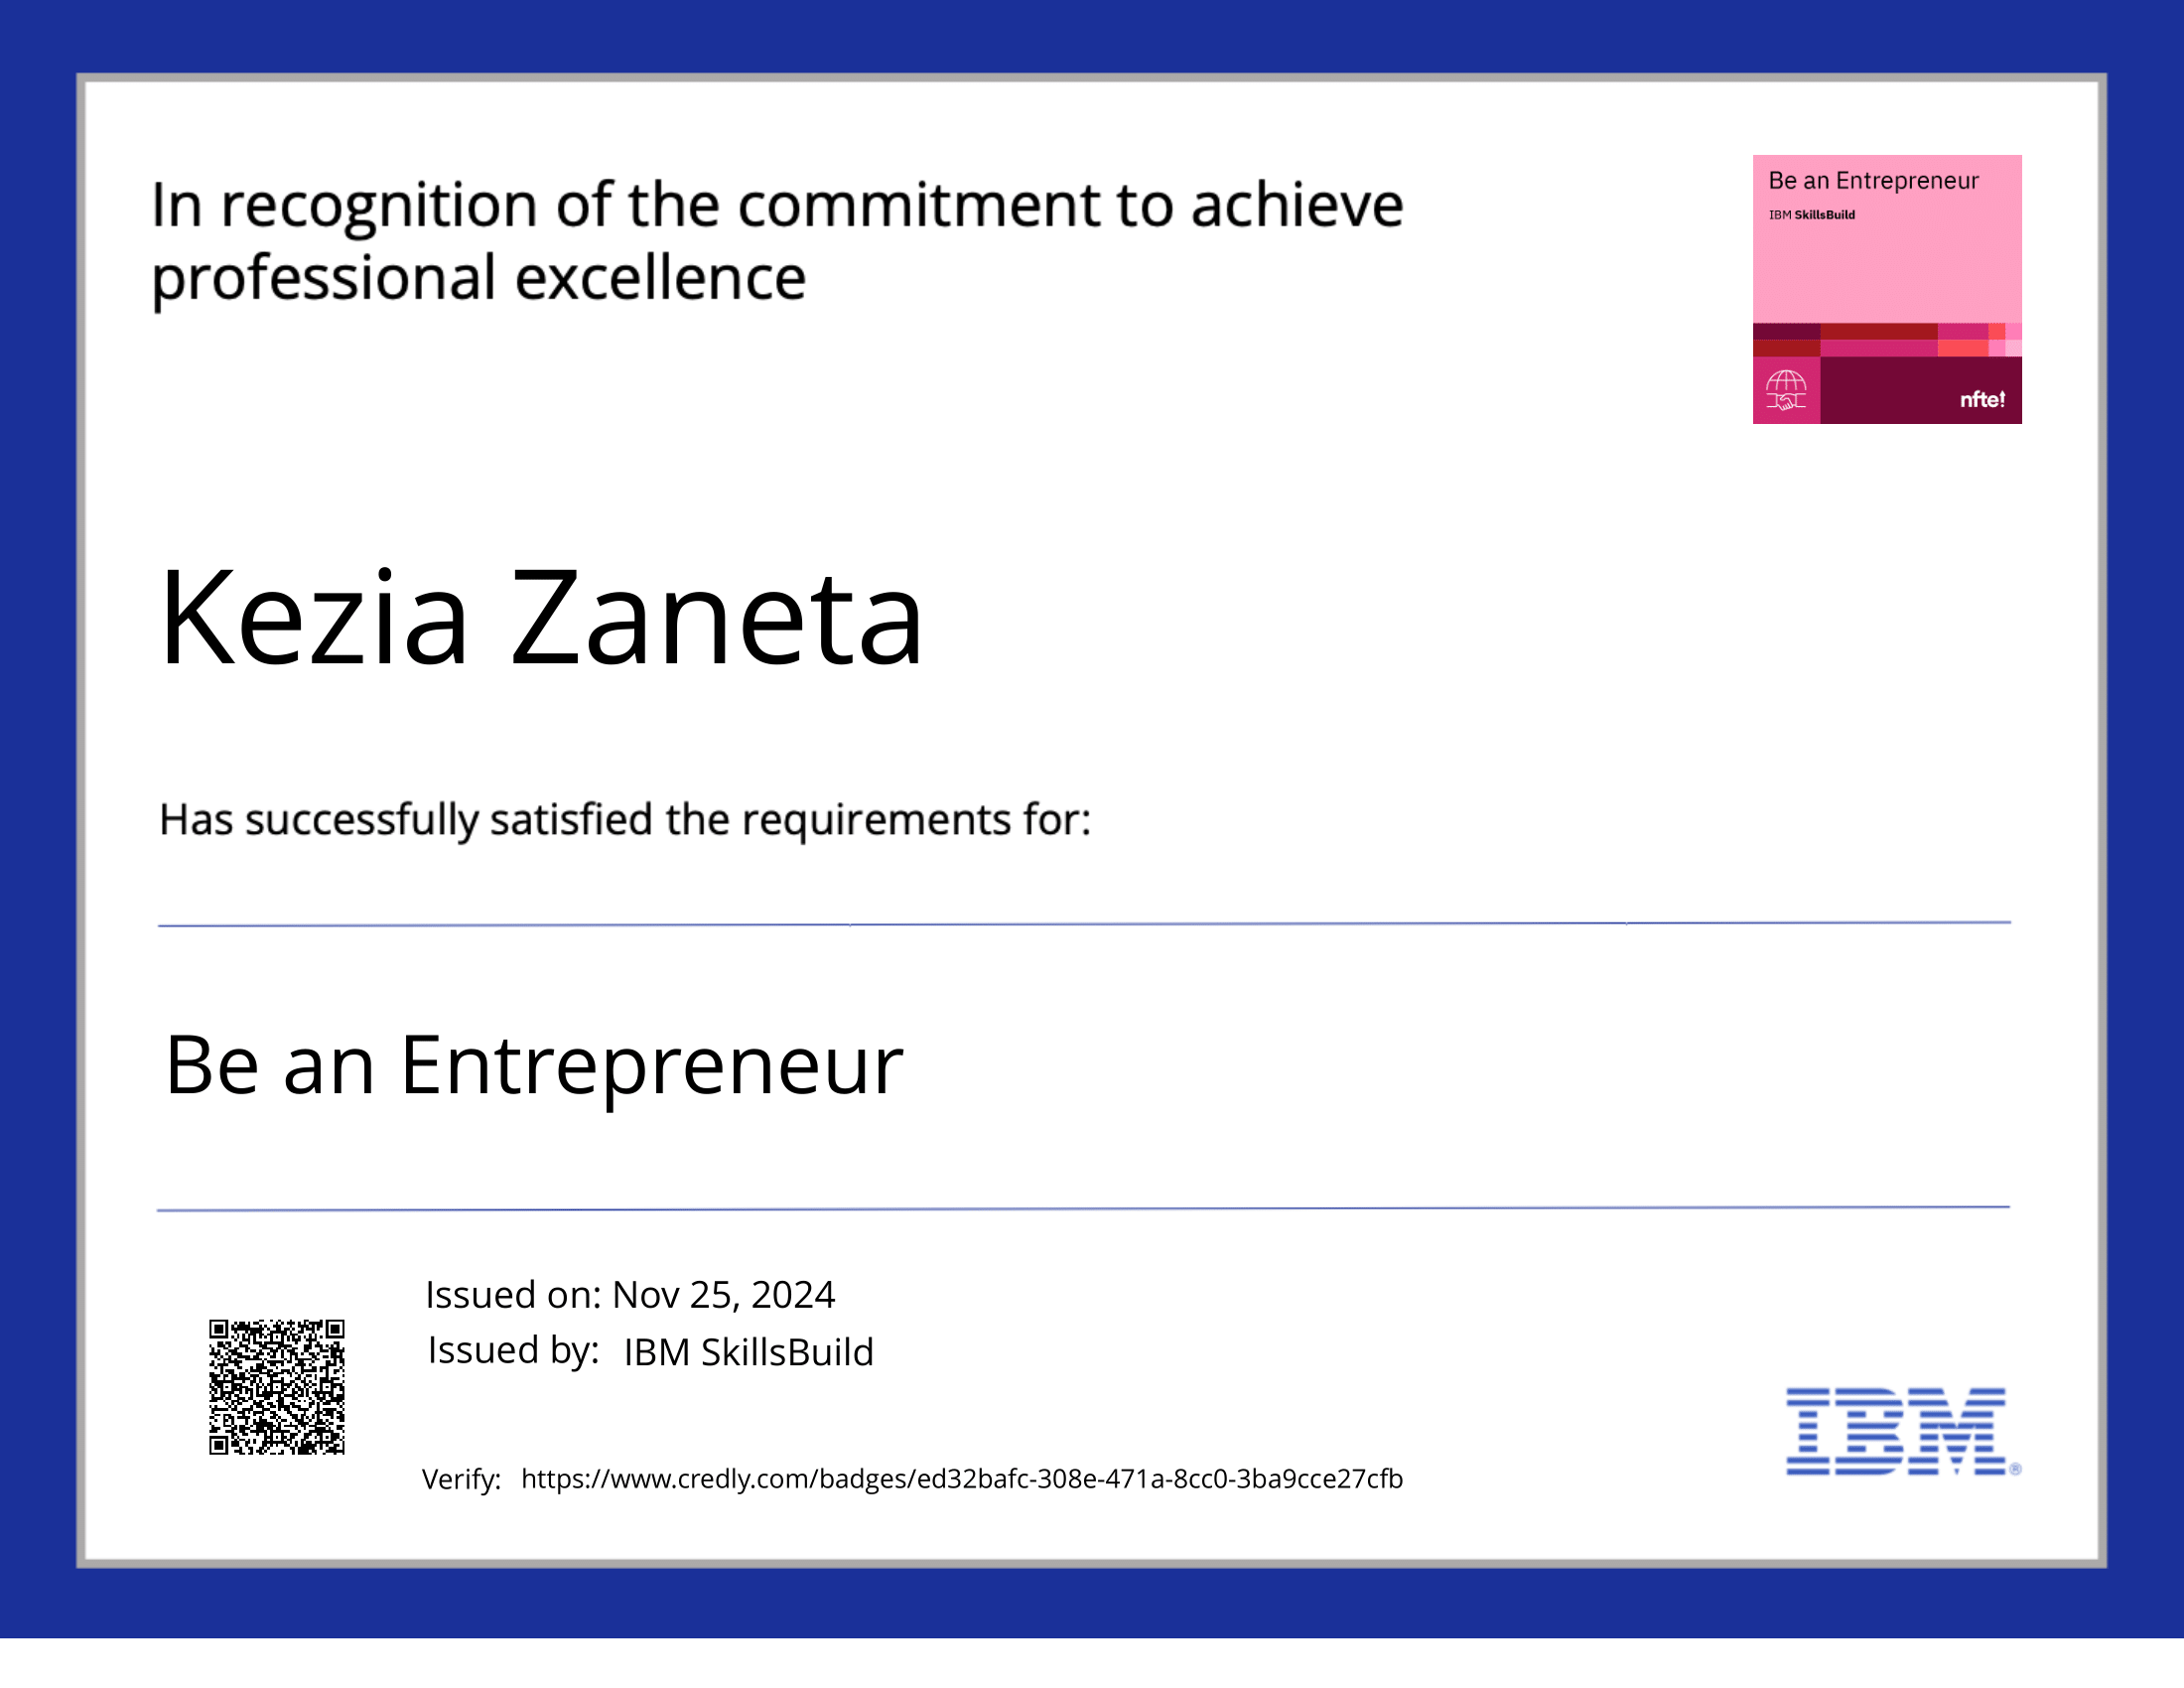 In recognition of the commitment to achieve
professional excellence
Be an Entrepreneur
IBM SkillsBuild
nfte!
Kezia Zaneta
Has successfully satisfied the requirements for:
Be an Entrepreneur
Issued on: Nov 25, 2024
Issued by: IBM SkillsBuild
Verify: https://www.credly.com/badges/ed32bafc-308e-471a-8cc0-3ba9cce27cfb
IBM®